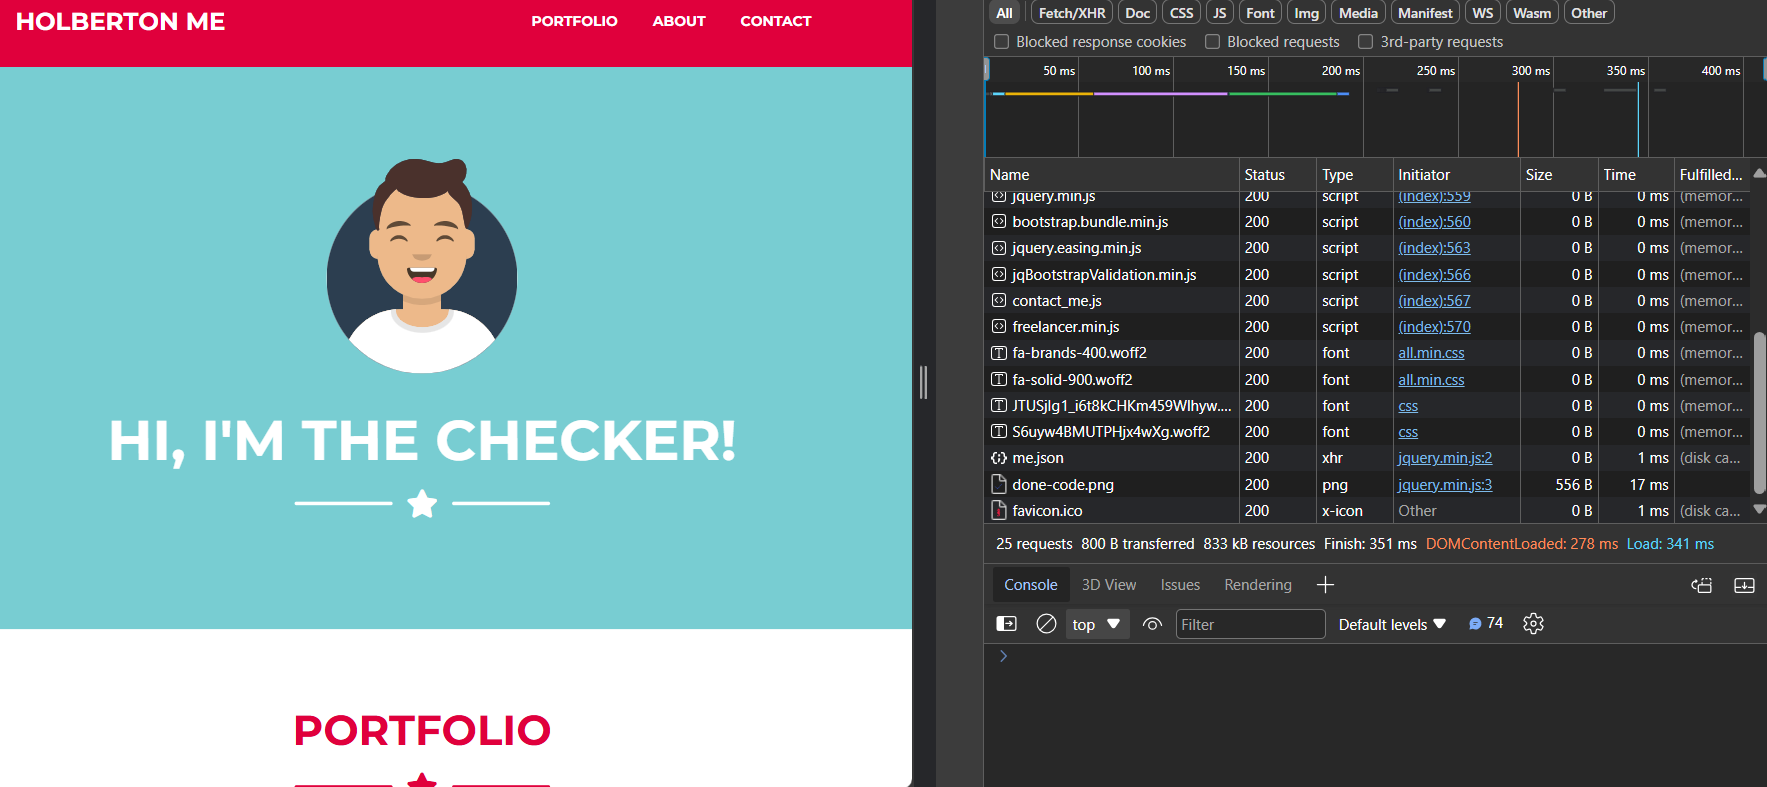 HOLBERTON ME
PORTFOLIO ABOUT CONTACT
HI, I'M THE CHECKER!
PORTFOLIO
All Fetch/XHR Doc CSS JS Font Img Media Manifest WS Wasm Other
Blocked response cookies Blocked requests 3rd-party requests
50 ms 100 ms 150 ms 200 ms 250 ms 300 ms 350 ms 400 ms
Name Status Type Initiator Size Time Fulfilled...
jquery.min.js 200 script (index):559 0 B 0 ms (memor...
bootstrap.bundle.min.js 200 script (index):560 0 B 0 ms (memor...
jquery.easing.min.js 200 script (index):563 0 B 0 ms (memor...
jqBootstrapValidation.min.js 200 script (index):566 0 B 0 ms (memor...
contact_me.js 200 script (index):567 0 B 0 ms (memor...
freelancer.min.js 200 script (index):570 0 B 0 ms (memor...
fa-brands-400.woff2 200 font all.min.css 0 B 0 ms (memor...
fa-solid-900.woff2 200 font all.min.css 0 B 0 ms (memor...
JTUSjIg1_i6t8kCHKm459Wlhyw.... 200 font css 0 B 0 ms (memor...
S6uyw4BMUTPHjx4wXg.woff2 200 font css 0 B 0 ms (memor...
me.json 200 xhr jquery.min.js:2 0 B 1 ms (disk ca...
done-code.png 200 png jquery.min.js:3 556 B 17 ms
favicon.ico 200 x-icon Other 0 B 1 ms (disk ca...
25 requests 800 B transferred 833 kB resources Finish: 351 ms DOMContentLoaded: 278 ms Load: 341 ms
Console 3D View Issues Rendering
top Filter Default levels 74